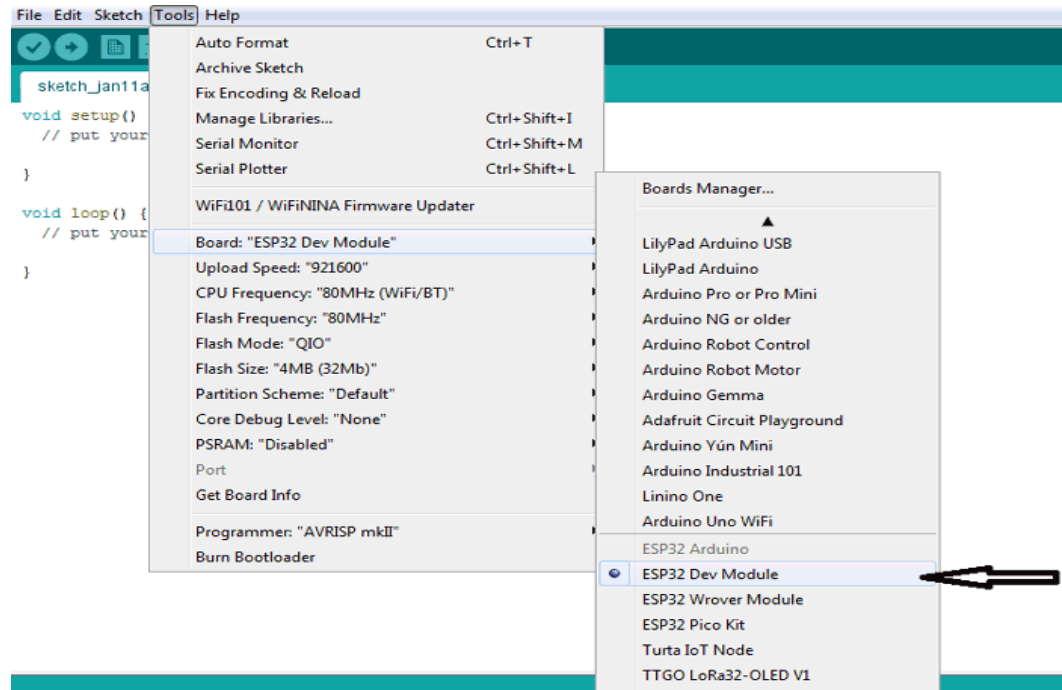 File Edit Sketch Tools Help
sketch_jan11a
void setup()
// put your
}
void loop() {
// put your
}
Auto Format Ctrl+T
Archive Sketch
Fix Encoding & Reload
Manage Libraries... Ctrl+Shift+I
Serial Monitor Ctrl+Shift+M
Serial Plotter Ctrl+Shift+L
WiFi101 / WiFiNINA Firmware Updater
Board: "ESP32 Dev Module"
Upload Speed: "921600"
CPU Frequency: "80MHz (WiFi/BT)"
Flash Frequency: "80MHz"
Flash Mode: "QIO"
Flash Size: "4MB (32Mb)"
Partition Scheme: "Default"
Core Debug Level: "None"
PSRAM: "Disabled"
Port
Get Board Info
Programmer: "AVRISP mkII"
Burn Bootloader
Boards Manager...
LilyPad Arduino USB
LilyPad Arduino
Arduino Pro or Pro Mini
Arduino NG or older
Arduino Robot Control
Arduino Robot Motor
Arduino Gemma
Adafruit Circuit Playground
Arduino Yún Mini
Arduino Industrial 101
Linino One
Arduino Uno WiFi
ESP32 Arduino
ESP32 Dev Module
ESP32 Wrover Module
ESP32 Pico Kit
Turta IoT Node
TTGO LoRa32-OLED V1